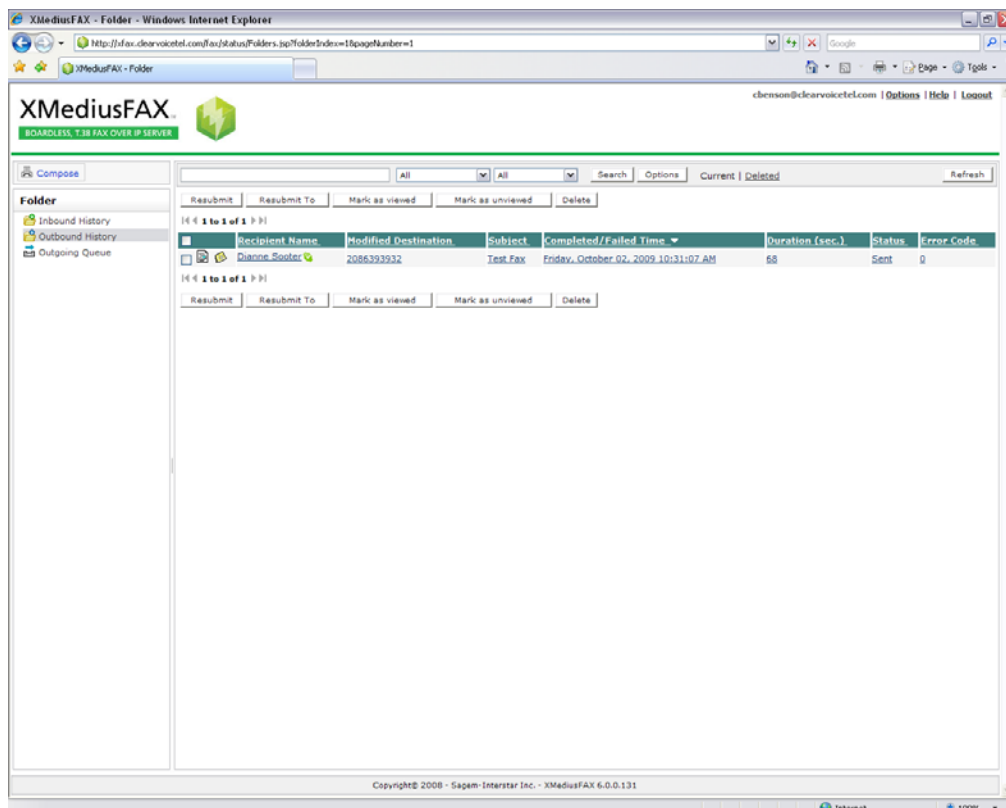 XMediusFAX - Folder - Windows Internet Explorer
http://xfax.clearvoicetel.com/fax/status/Folders.jsp?folderIndex=1&pageNumber=1
Google
XMediusFAX - Folder
Page
Tools
XMediusFAX
BOARDLESS, T.38 FAX OVER IP SERVER
cbenson@clearvoicetel.com | Options | Help | Logout
Compose
All
All
Search
Options
Current | Deleted
Refresh
Folder
Inbound History
Outbound History
Outgoing Queue
Resubmit
Resubmit To
Mark as viewed
Mark as unviewed
Delete
1 to 1 of 1
Recipient Name Modified Destination Subject Completed/Failed Time Duration (sec.) Status Error Code
Dianne Sooter 2086393932 Test Fax Friday, October 02, 2009 10:31:07 AM 68 Sent 0
1 to 1 of 1
Resubmit
Resubmit To
Mark as viewed
Mark as unviewed
Delete
Copyright© 2008 - Sagem-Interstar Inc. - XMediusFAX 6.0.0.131
Internet
100%